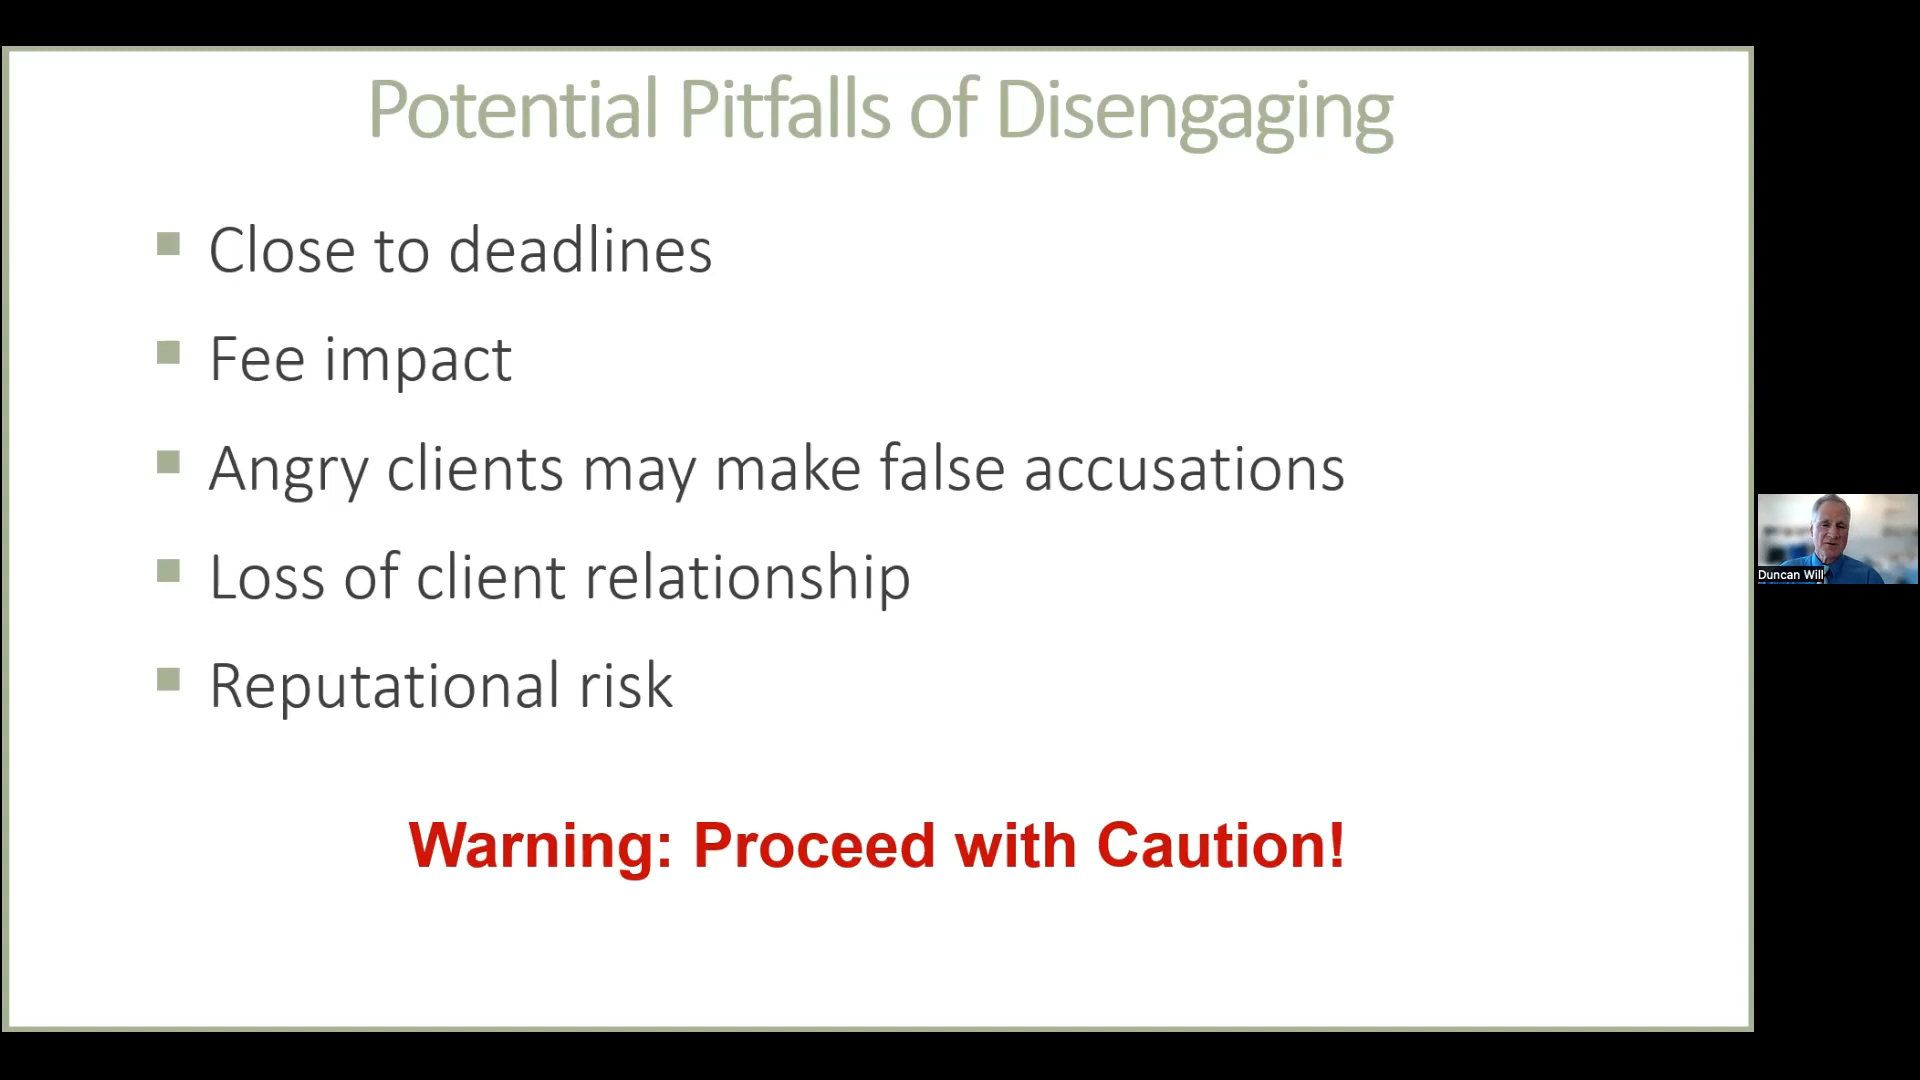 Potential Pitfalls of Disengaging
Close to deadlines
Fee impact
Angry clients may make false accusations
Loss of client relationship
Reputational risk
Warning: Proceed with Caution!
Duncan Will